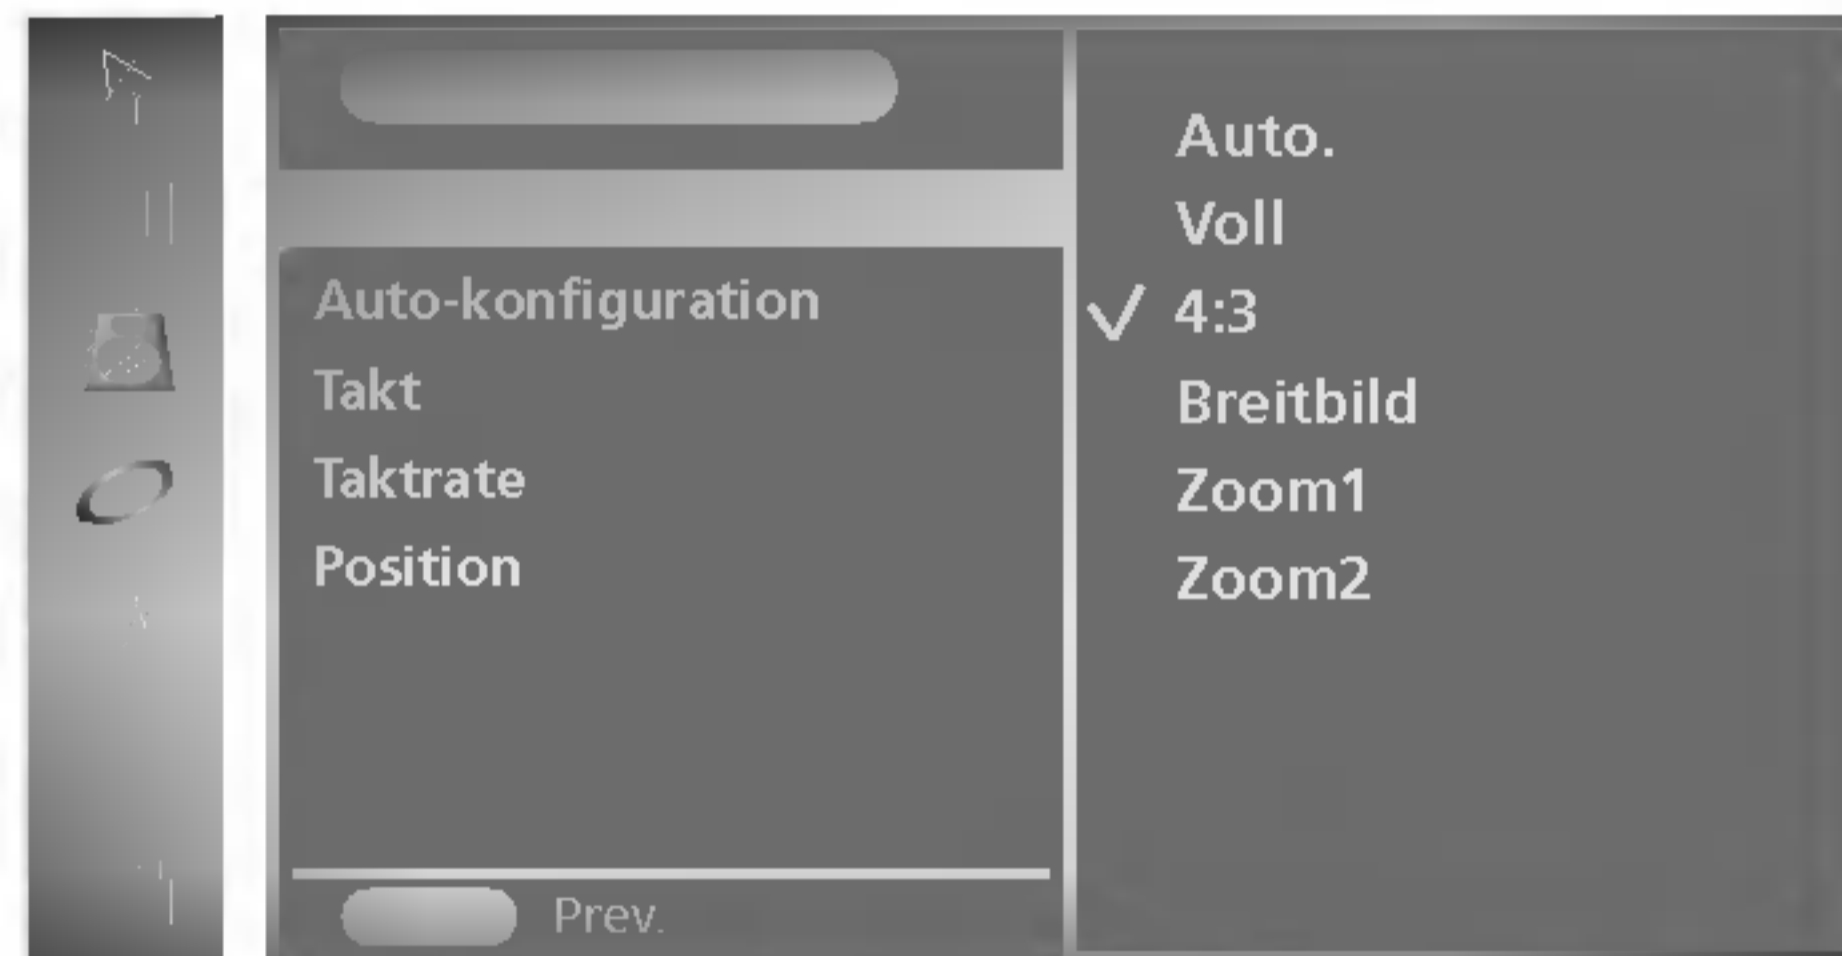 Auto-konfiguration
Takt
Taktrate
Position
Prev.
Auto.
Voll
✓ 4:3
Breitbild
Zoom1
Zoom2